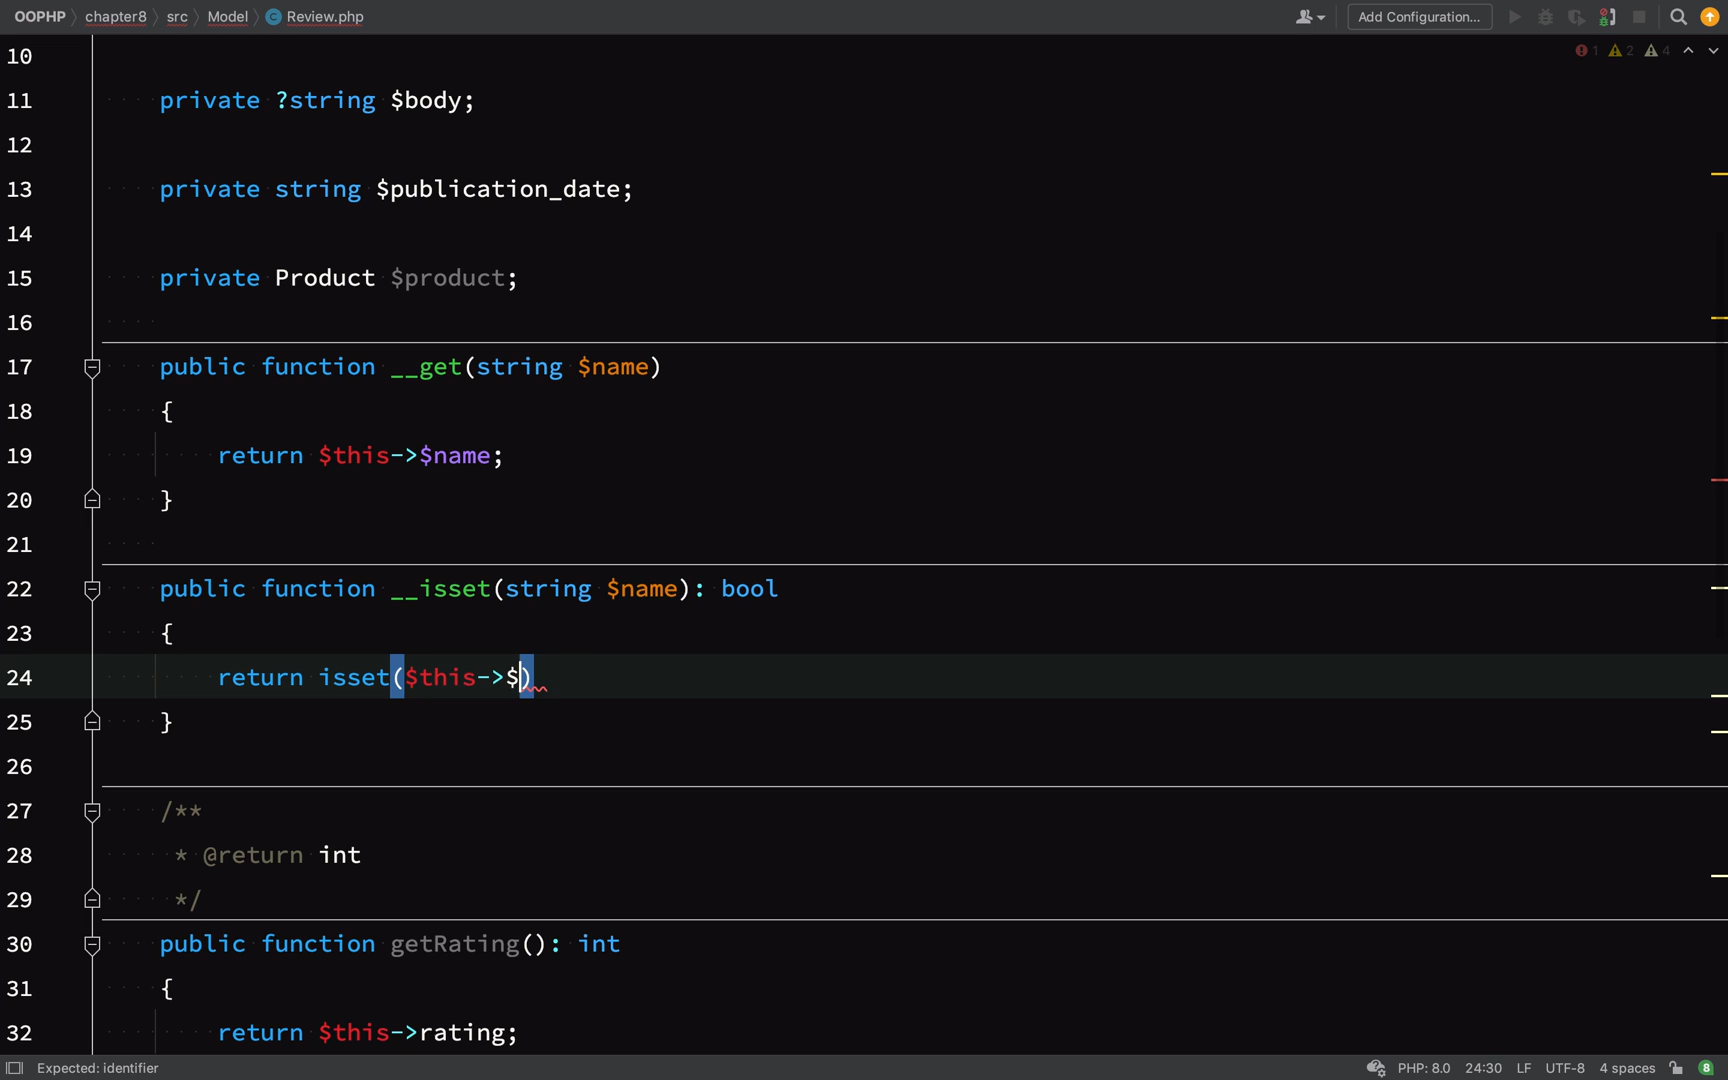 OOPHP chapter8 src Model Review.php Add Configuration...
1 2 4
10
11 private ?string $body;
12
13 private string $publication_date;
14
15 private Product $product;
16
17 public function __get(string $name)
18 {
19 return $this->$name;
20 }
21
22 public function __isset(string $name): bool
23 {
24 return isset($this->$)
25 }
26
27 /**
28 * @return int
29 */
30 public function getRating(): int
31 {
32 return $this->rating;
Expected: identifier PHP: 8.0 24:30 LF UTF-8 4 spaces 8